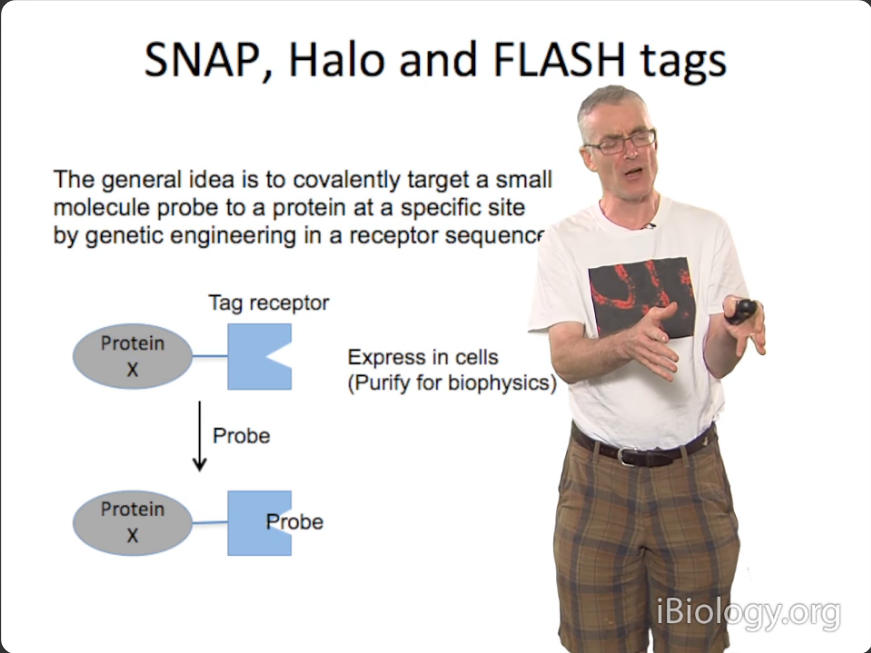 SNAP, Halo and FLASH tags
The general idea is to covalently target a small
molecule probe to a protein at a specific site
by genetic engineering in a receptor sequence
Tag receptor
Protein
X
Express in cells
(Purify for biophysics)
Probe
Protein
X
Probe
iBiology.org